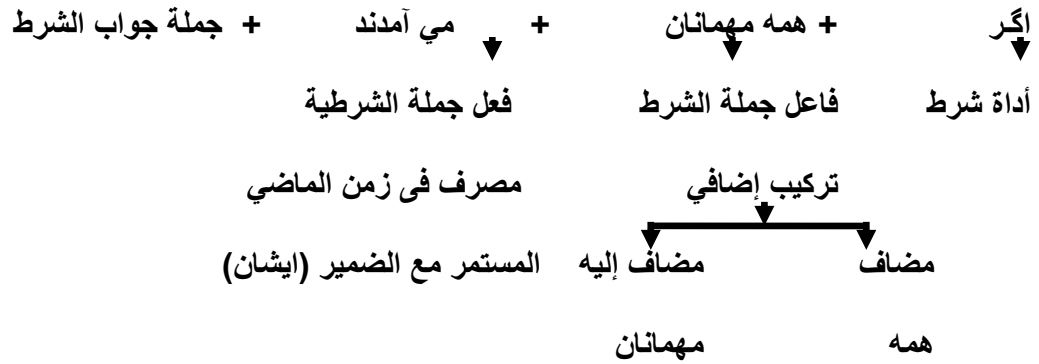 اگر + همه مهمانان + مي آمدند + جملة جواب الشرط
أداة شرط فاعل جملة الشرط فعل جملة الشرطية
تركيب إضافي مصرف فى زمن الماضي
مضاف مضاف إليه المستمر مع الضمير (ايشان)
همه مهمانان